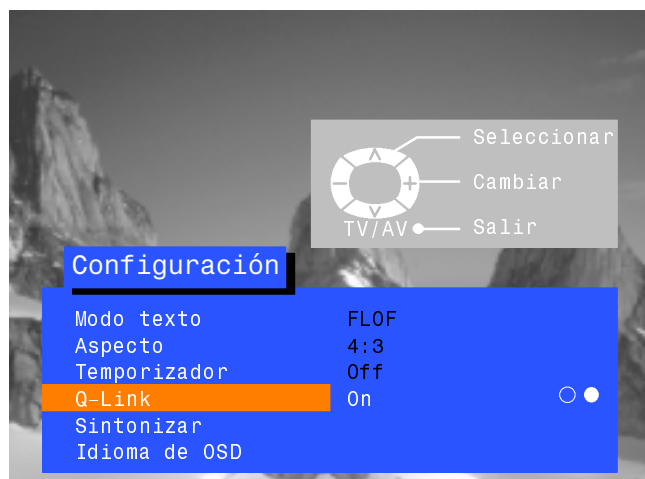 Seleccionar
Cambiar
TV/AV Salir
Configuración
Modo texto FLOF
Aspecto 4:3
Temporizador Off
Q-Link On
Sintonizar
Idioma de OSD